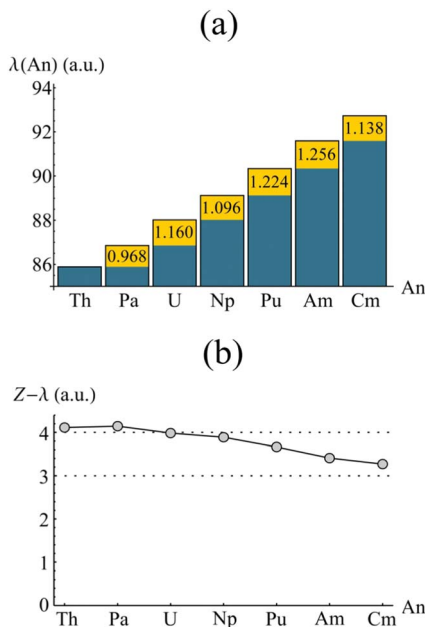 (a)
λ(An) (a.u.)
94
92
90
88
86
0.968
1.160
1.096
1.224
1.256
1.138
Th Pa U Np Pu Am Cm An
(b)
Z−λ (a.u.)
4
3
2
1
0
Th Pa U Np Pu Am Cm An